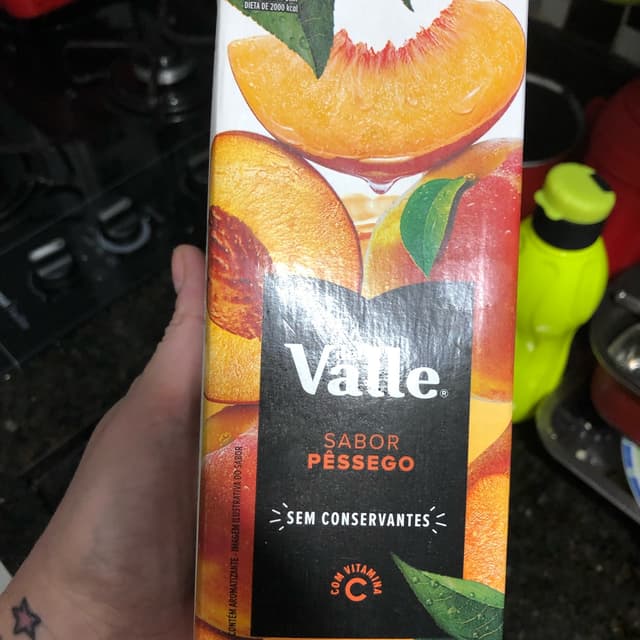 DIETA DE 2000 kcal
Valle®
SABOR
PÊSSEGO
SEM CONSERVANTES
COM VITAMINA
C
CONTÉM AROMATIZANTE - IMAGEM ILUSTRATIVA DO SABOR